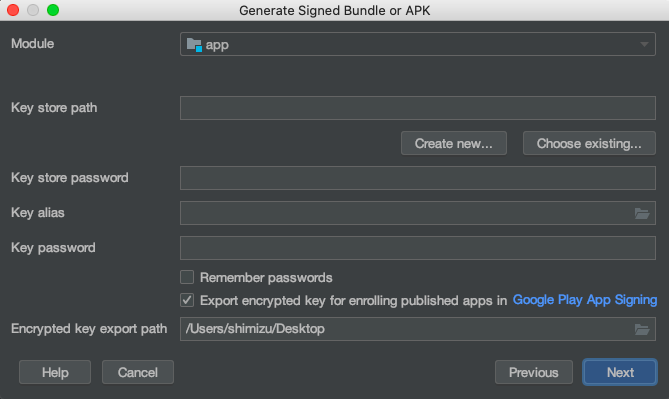 Generate Signed Bundle or APK
Module app
Key store path
Create new... Choose existing...
Key store password
Key alias
Key password
Remember passwords
Export encrypted key for enrolling published apps in Google Play App Signing
Encrypted key export path /Users/shimizu/Desktop
Help Cancel Previous Next